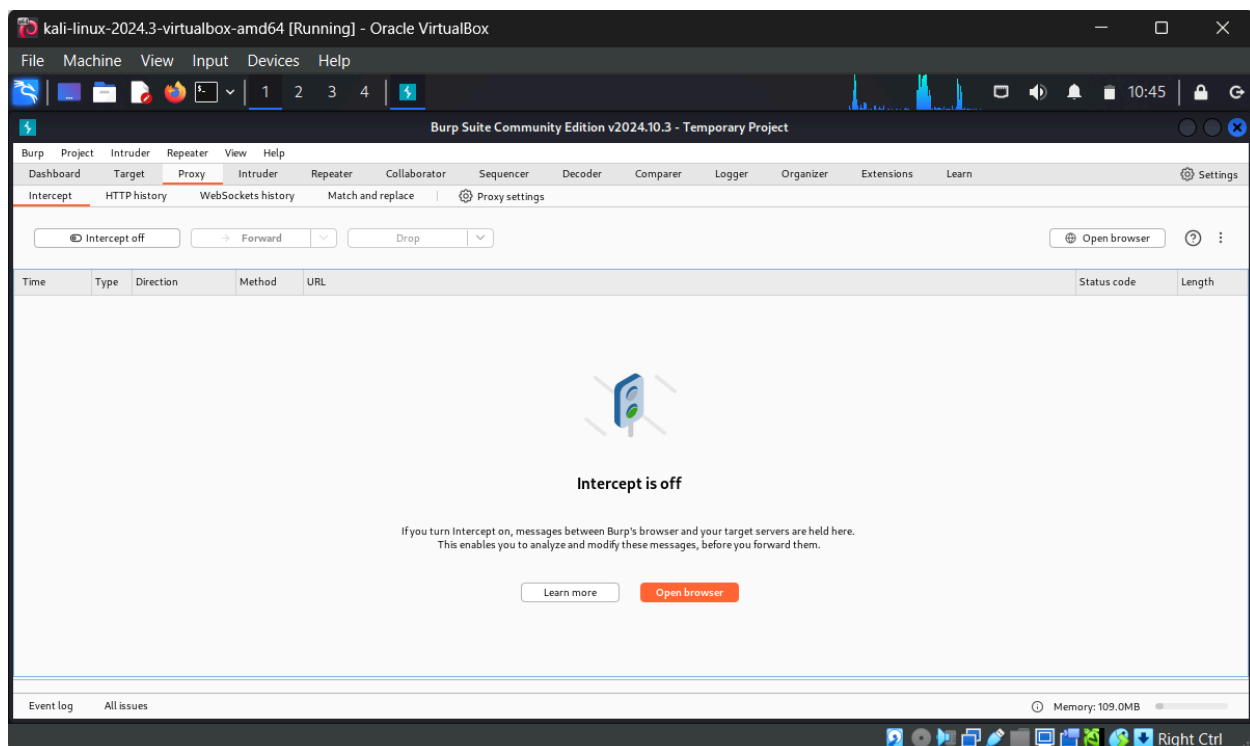 kali-linux-2024.3-virtualbox-amd64 [Running] - Oracle VirtualBox
File Machine View Input Devices Help
1 2 3 4 10:45
Burp Suite Community Edition v2024.10.3 - Temporary Project
Burp Project Intruder Repeater View Help
Dashboard Target Proxy Intruder Repeater Collaborator Sequencer Decoder Comparer Logger Organizer Extensions Learn Settings
Intercept HTTP history WebSockets history Match and replace Proxy settings
Intercept off Forward Drop Open browser
Time Type Direction Method URL Status code Length
Intercept is off
If you turn Intercept on, messages between Burp's browser and your target servers are held here.
This enables you to analyze and modify these messages, before you forward them.
Learn more Open browser
Event log All issues Memory: 109.0MB
Right Ctrl